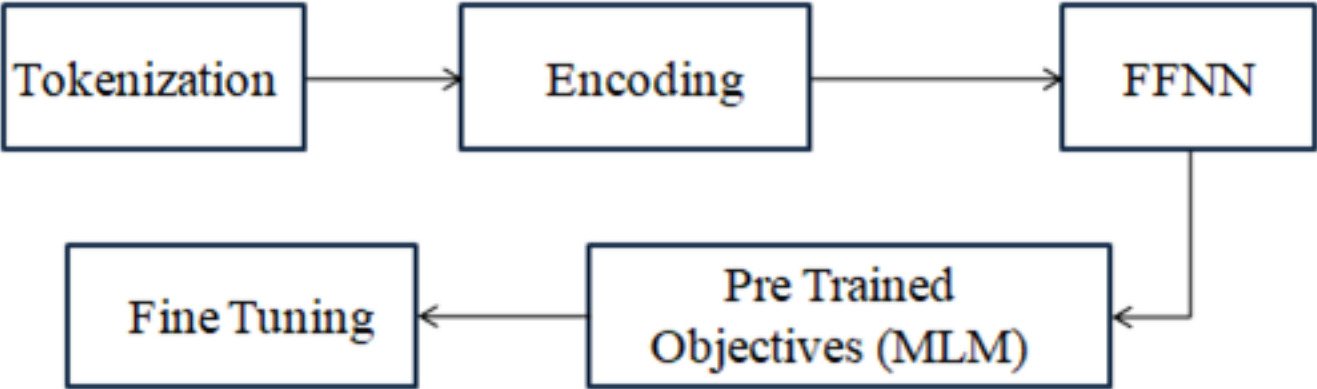 Tokenization
Encoding
FFNN
Pre Trained
Objectives (MLM)
Fine Tuning